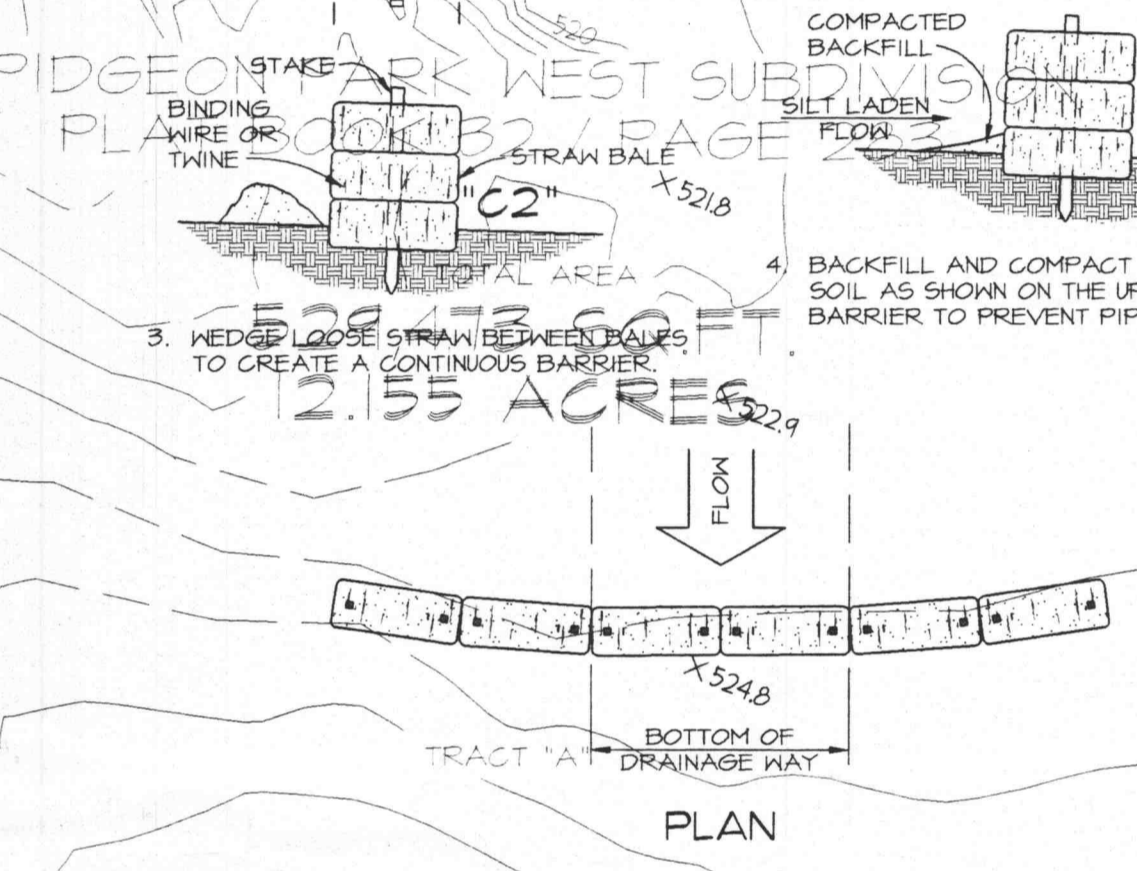 520
COMPACTED
BACKFILL
PIDGEON PARK WEST SUBDIVISION
STAKE
BINDING
WIRE OR
TWINE
SILT LADEN
FLOW
PLAT BOOK 32 / PAGE 263
STRAW BALE
"C2"
521.8
TOTAL AREA
529,473 SQ.FT.
3. WEDGE LOOSE STRAW BETWEEN BALES
TO CREATE A CONTINUOUS BARRIER.
4. BACKFILL AND COMPACT
SOIL AS SHOWN ON THE
BARRIER TO PREVENT
12.155 ACRES
522.9
FLOW
524.8
TRACT "A"
BOTTOM OF
DRAINAGE WAY
PLAN